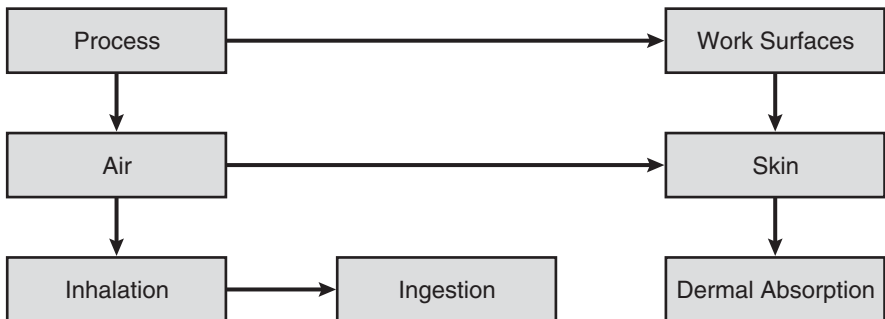 Process
Work Surfaces
Air
Skin
Inhalation
Ingestion
Dermal Absorption